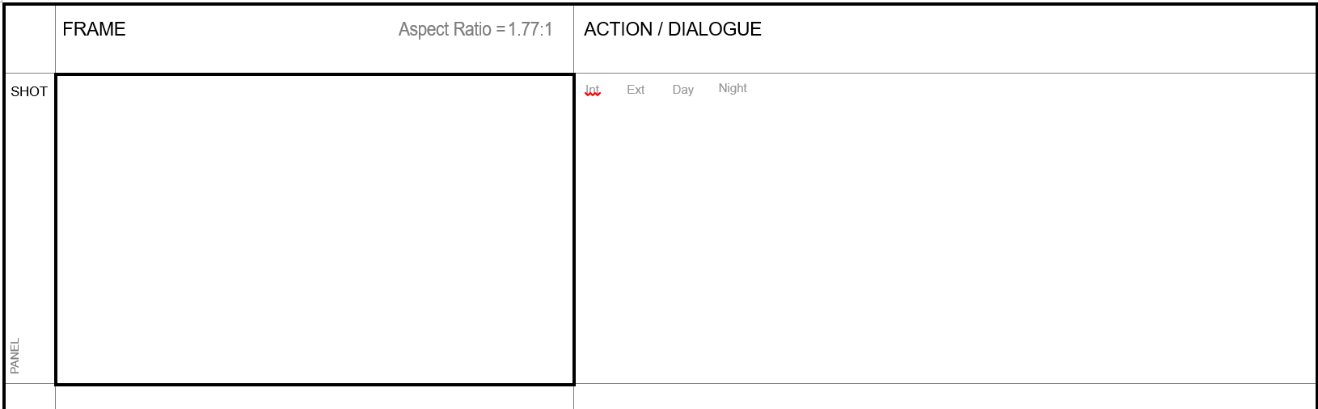 FRAME Aspect Ratio = 1.77:1 ACTION / DIALOGUE
SHOT Int Ext Day Night
PANEL